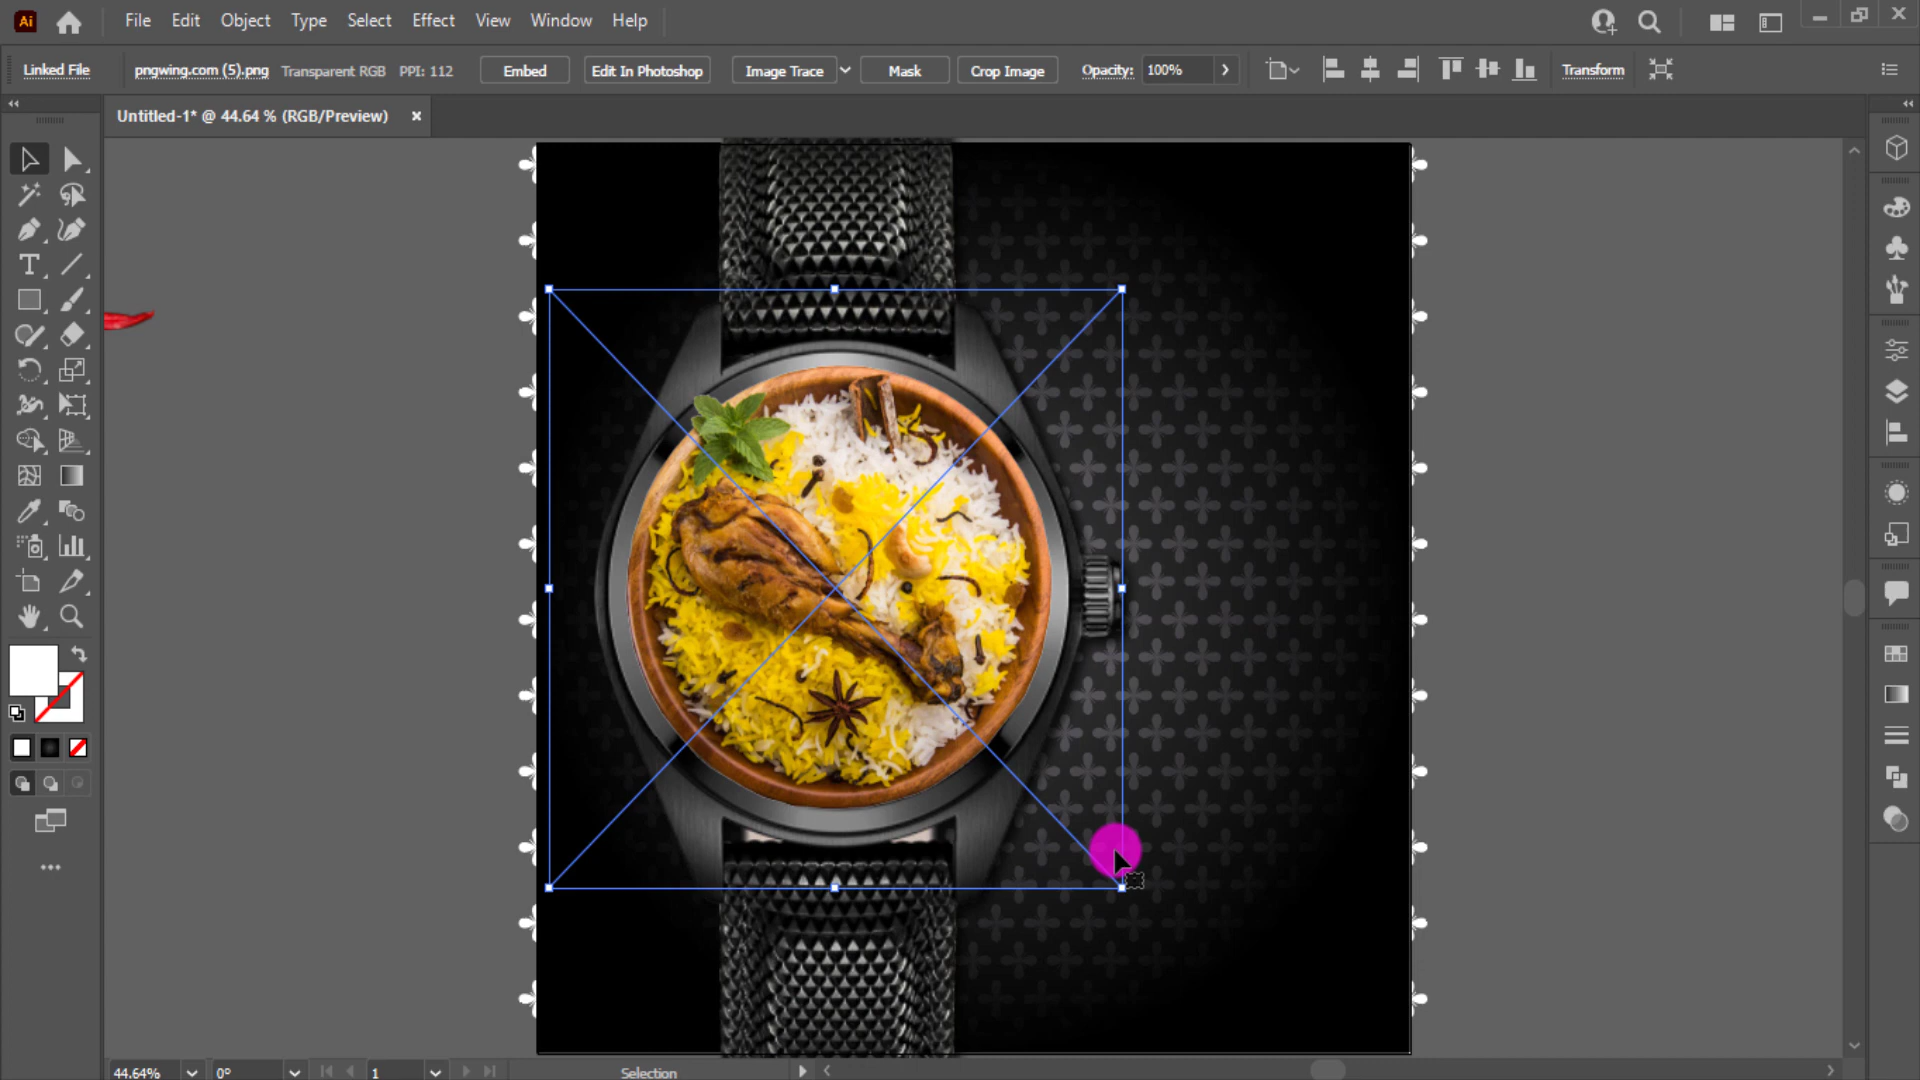 Ai File Edit Object Type Select Effect View Window Help
Linked File pngwing.com (5).png Transparent RGB PPI: 112 Embed Edit In Photoshop Image Trace Mask Crop Image Opacity: 100% Transform
Untitled-1* @ 44.64 % (RGB/Preview)
44.64% 0° 1 Selection